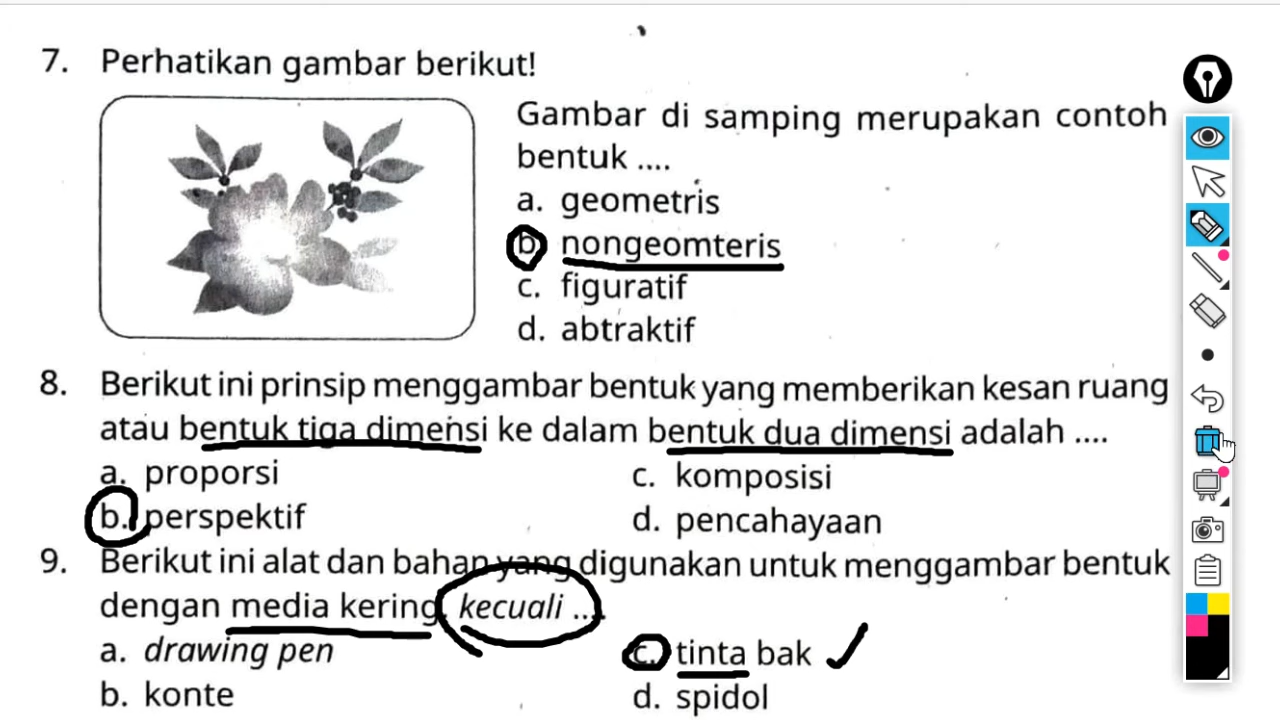 7. Perhatikan gambar berikut!
Gambar di samping merupakan contoh
bentuk ....
a. geometris
b. nongeomteris
c. figuratif
d. abtraktif
8. Berikut ini prinsip menggambar bentuk yang memberikan kesan ruang
atau bentuk tiga dimensi ke dalam bentuk dua dimensi adalah ....
a. proporsi
c. komposisi
b. perspektif
d. pencahayaan
9. Berikut ini alat dan bahan yang digunakan untuk menggambar bentuk
dengan media kering, kecuali ....
a. drawing pen
c. tinta bak
b. konte
d. spidol